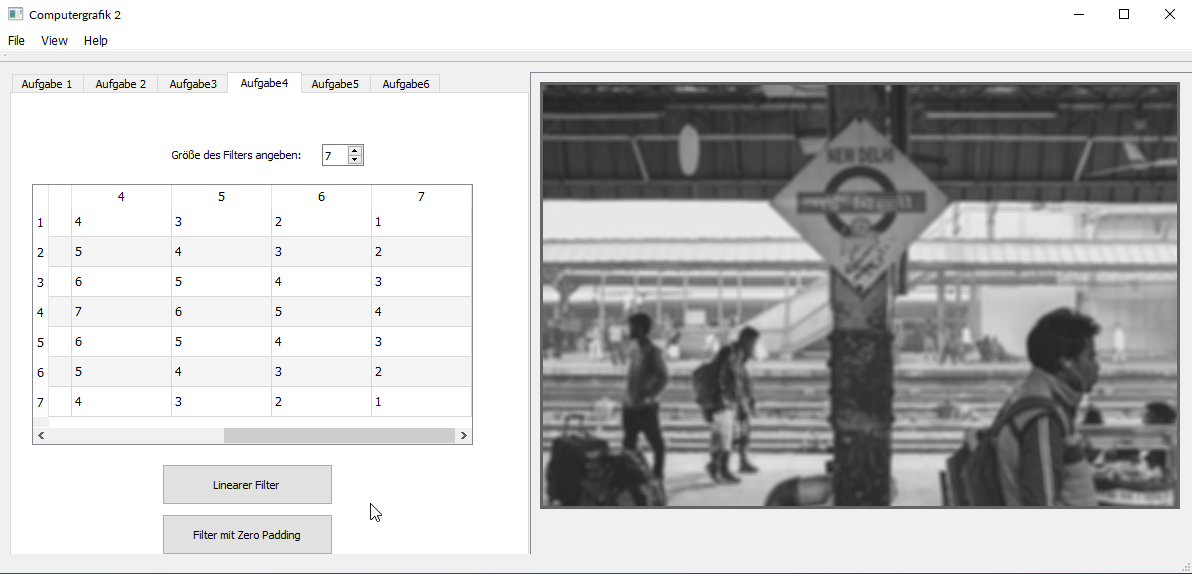 Computergrafik 2
File View Help
Aufgabe 1 Aufgabe 2 Aufgabe3 Aufgabe4 Aufgabe5 Aufgabe6
Größe des Filters angeben: 7
4 5 6 7
1 4 3 2 1
2 5 4 3 2
3 6 5 4 3
4 7 6 5 4
5 6 5 4 3
6 5 4 3 2
7 4 3 2 1
Linearer Filter
Filter mit Zero Padding
NEW DELHI